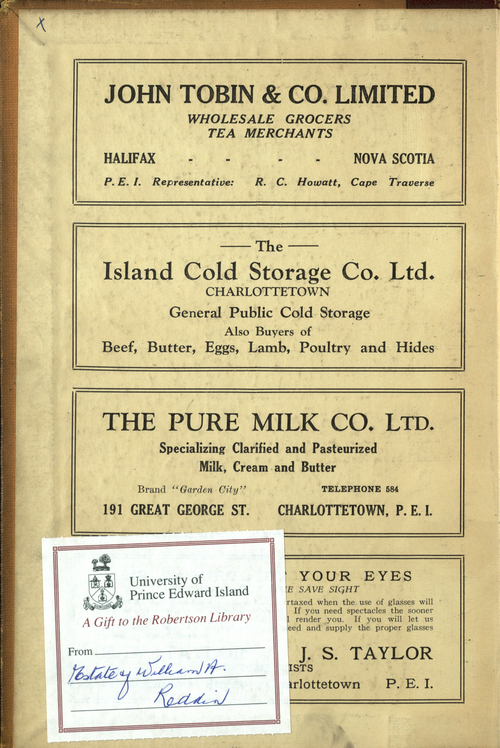 X
JOHN TOBIN & CO. LIMITED
WHOLESALE GROCERS
TEA MERCHANTS
HALIFAX - - - - NOVA SCOTIA
P. E. I. Representative: R. C. Howatt, Cape Traverse
The
Island Cold Storage Co. Ltd.
CHARLOTTETOWN
General Public Cold Storage
Also Buyers of
Beef, Butter, Eggs, Lamb, Poultry and Hides
THE PURE MILK CO. LTD.
Specializing Clarified and Pasteurized
Milk, Cream and Butter
Brand "Garden City" TELEPHONE 584
191 GREAT GEORGE ST. CHARLOTTETOWN, P. E. I.
YOUR EYES
SAVE SIGHT
when the use of glasses will
If you need spectacles the sooner
render you. If you will let us
and supply the proper glasses
J. S. TAYLOR
P. E. I.
University of
Prince Edward Island
A Gift to the Robertson Library
From
Estate of William A.
Reddin